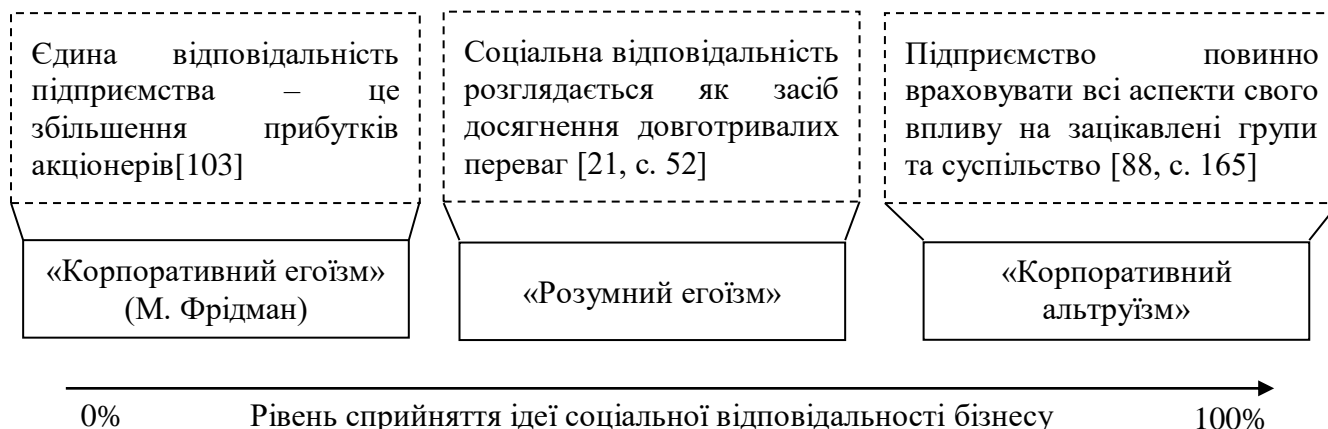 Єдина відповідальність
підприємства – це
збільшення прибутків
акціонерів[103]
Соціальна відповідальність
розглядається як засіб
досягнення довготривалих
переваг [21, с. 52]
Підприємство повинно
враховувати всі аспекти свого
впливу на зацікавлені групи
та суспільство [88, с. 165]
«Корпоративний егоїзм»
(М. Фрідман)
«Розумний егоїзм»
«Корпоративний
альтруїзм»
0% Рівень сприйняття ідеї соціальної відповідальності бізнесу 100%